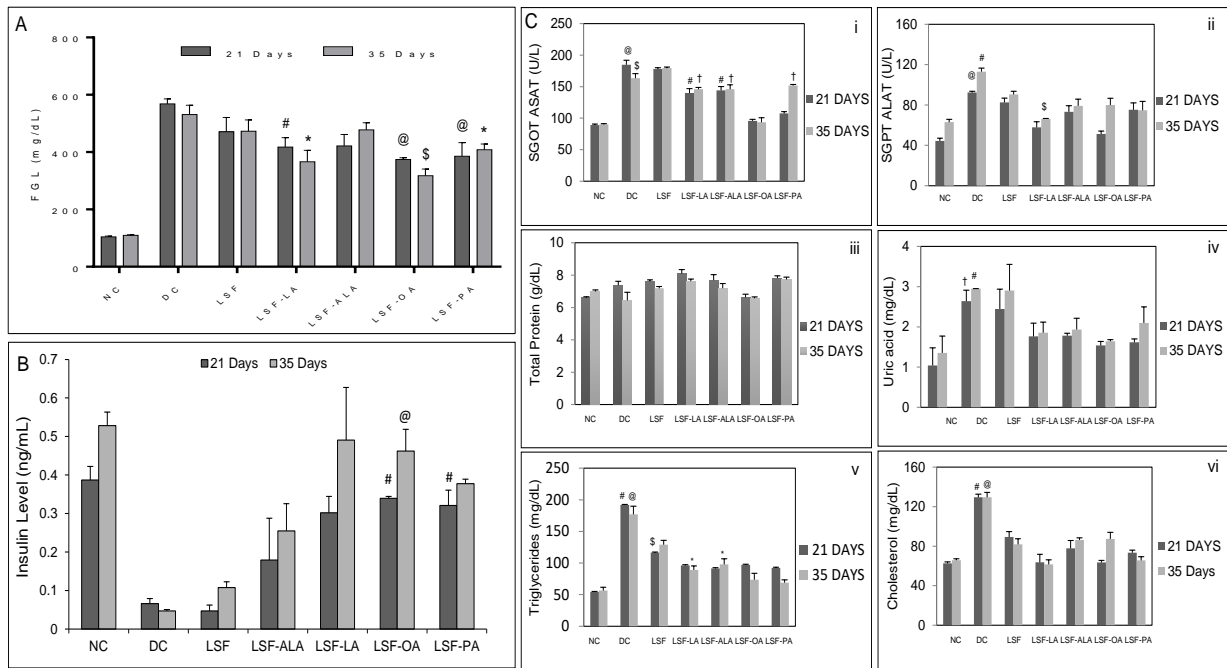 A
800
600
400
200
0
FGL (mg/dL)
21 Days
35 Days
#
*
@
$
@
*
NC
DC
LSF
LSF-LA
LSF-ALA
LSF-OA
LSF-PA
B
0.7
0.6
0.5
0.4
0.3
0.2
0.1
0
Insulin Level (ng/mL)
21 Days
35 Days
#
@
#
NC
DC
LSF
LSF-ALA
LSF-LA
LSF-OA
LSF-PA
C
i
250
200
150
100
50
0
SGOT ASAT (U/L)
@
$
# †
# †
†
21 DAYS
35 DAYS
NC DC LSF LSF-LA LSF-ALA LSF-OA LSF-PA
ii
160
120
80
40
0
SGPT ALAT (U/L)
@
#
$
21 DAYS
35 DAYS
NC DC LSF LSF-LA LSF-ALA LSF-OA LSF-PA
iii
10
8
6
4
2
0
Total Protein (g/dL)
21 DAYS
35 DAYS
NC DC LSF LSF-LA LSF-ALA LSF-OA LSF-PA
iv
4
3
2
1
0
Uric acid (mg/dL)
† #
21 DAYS
35 DAYS
NC DC LSF LSF-LA LSF-ALA LSF-OA LSF-PA
v
250
200
150
100
50
0
Triglycerides (mg/dL)
# @
$
*
*
21 DAYS
35 DAYS
NC DC LSF LSF-LA LSF-ALA LSF-OA LSF-PA
vi
160
120
80
40
0
Cholesterol (mg/dL)
# @
21 DAYS
35 Days
NC DC LSF LSF-LA LSF-ALA LSF-OA LSF-PA